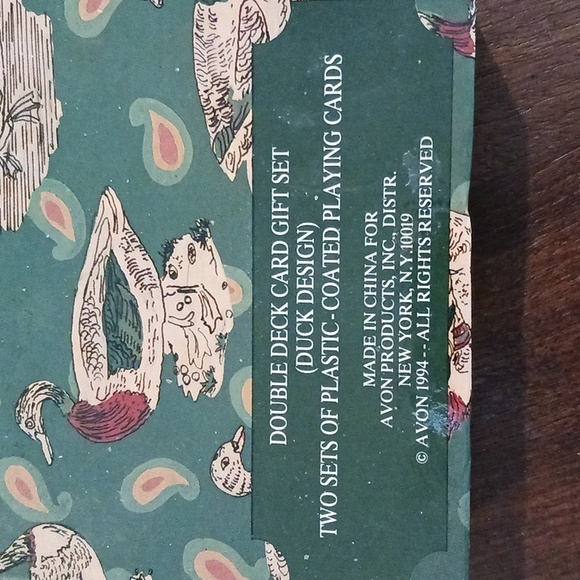 DOUBLE DECK CARD GIFT SET
(DUCK DESIGN)
TWO SETS OF PLASTIC-COATED PLAYING CARDS
MADE IN CHINA FOR
AVON PRODUCTS, INC., DISTR.
NEW YORK, N.Y.10019
© AVON 1994 -- ALL RIGHTS RESERVED